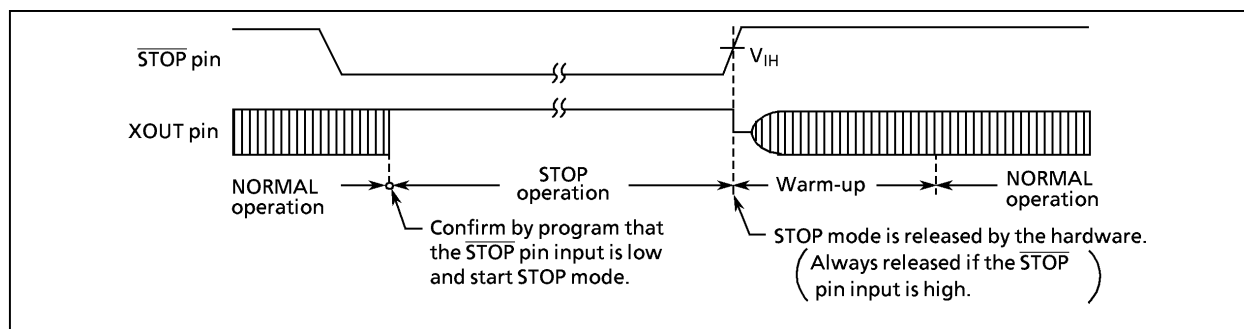 STOP pin
VIH
XOUT pin
NORMAL
operation
STOP
operation
Warm-up
NORMAL
operation
Confirm by program that
the STOP pin input is low
and start STOP mode.
STOP mode is released by the hardware.
(Always released if the STOP
pin input is high.)